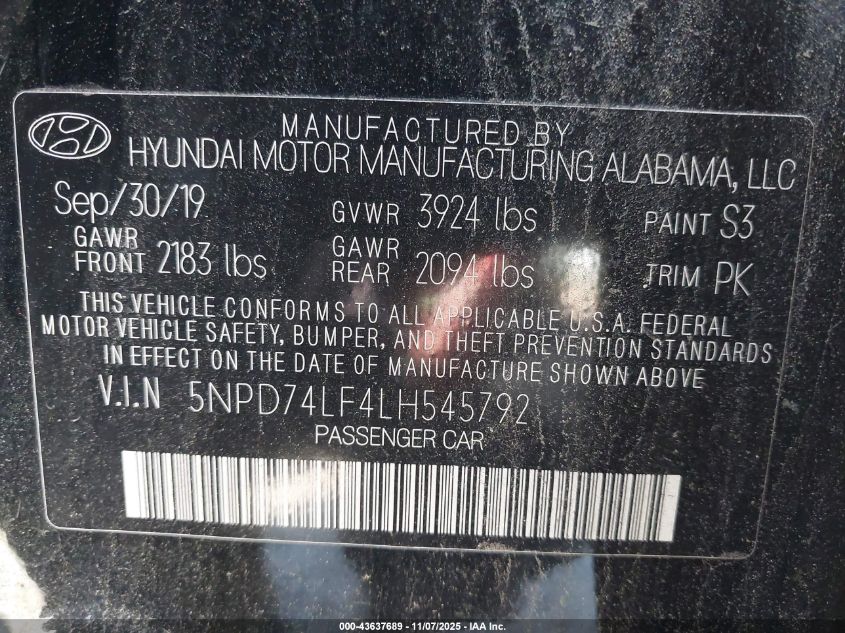 MANUFACTURED BY
HYUNDAI MOTOR MANUFACTURING ALABAMA, LLC
Sep/30/19 GVWR 3924 lbs PAINT S3
GAWR FRONT 2183 lbs GAWR REAR 2094 lbs TRIM PK
THIS VEHICLE CONFORMS TO ALL APPLICABLE U.S.A. FEDERAL
MOTOR VEHICLE SAFETY, BUMPER, AND THEFT PREVENTION STANDARDS
IN EFFECT ON THE DATE OF MANUFACTURE SHOWN ABOVE
V.I.N 5NPD74LF4LH545792
PASSENGER CAR
000-43637689 - 11/07/2025 - IAA Inc.